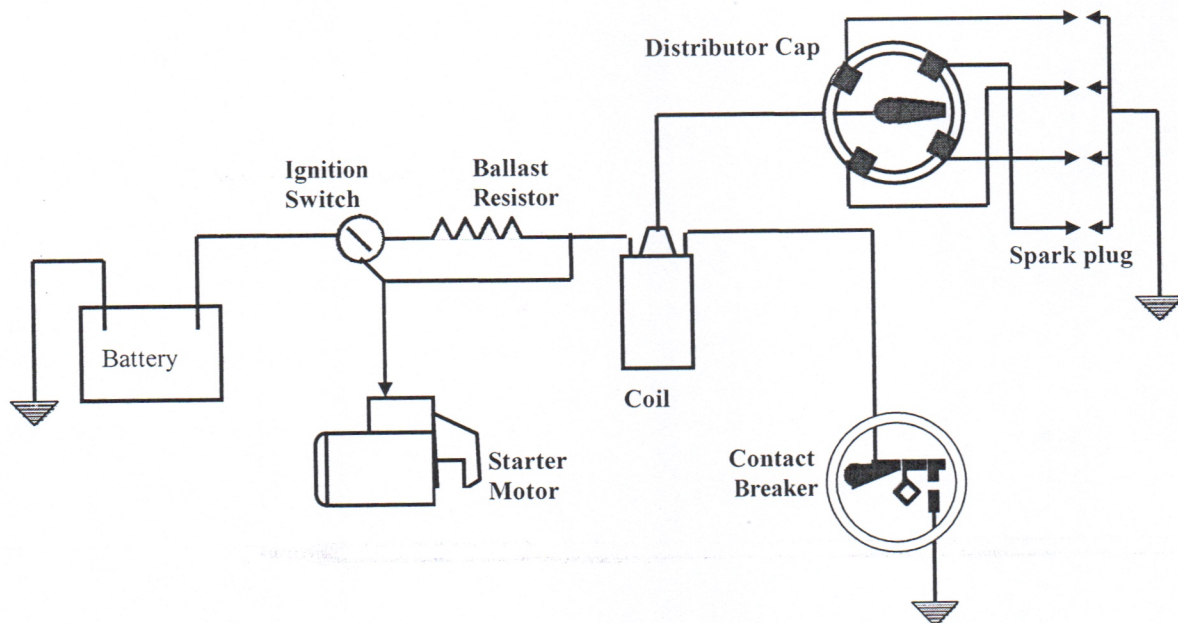 Distributor Cap
Ignition
Switch
Ballast
Resistor
Spark plug
Battery
Coil
Starter
Motor
Contact
Breaker